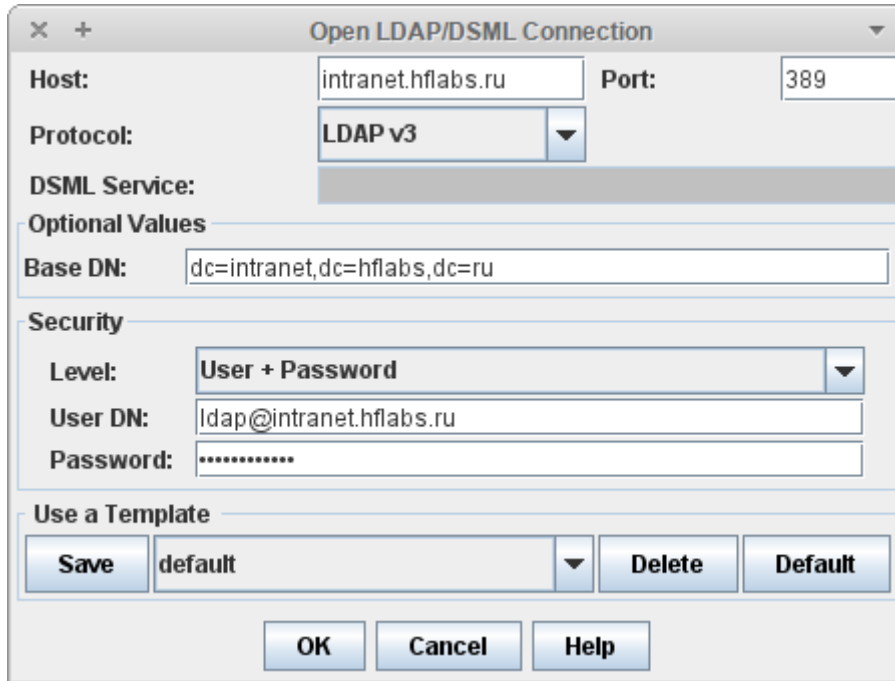 Open LDAP/DSML Connection
Host: intranet.hflabs.ru Port: 389
Protocol: LDAP v3
DSML Service:
Optional Values
Base DN: dc=intranet,dc=hflabs,dc=ru
Security
Level: User + Password
User DN: ldap@intranet.hflabs.ru
Password: ••••••••••••
Use a Template
Save default Delete Default
OK Cancel Help